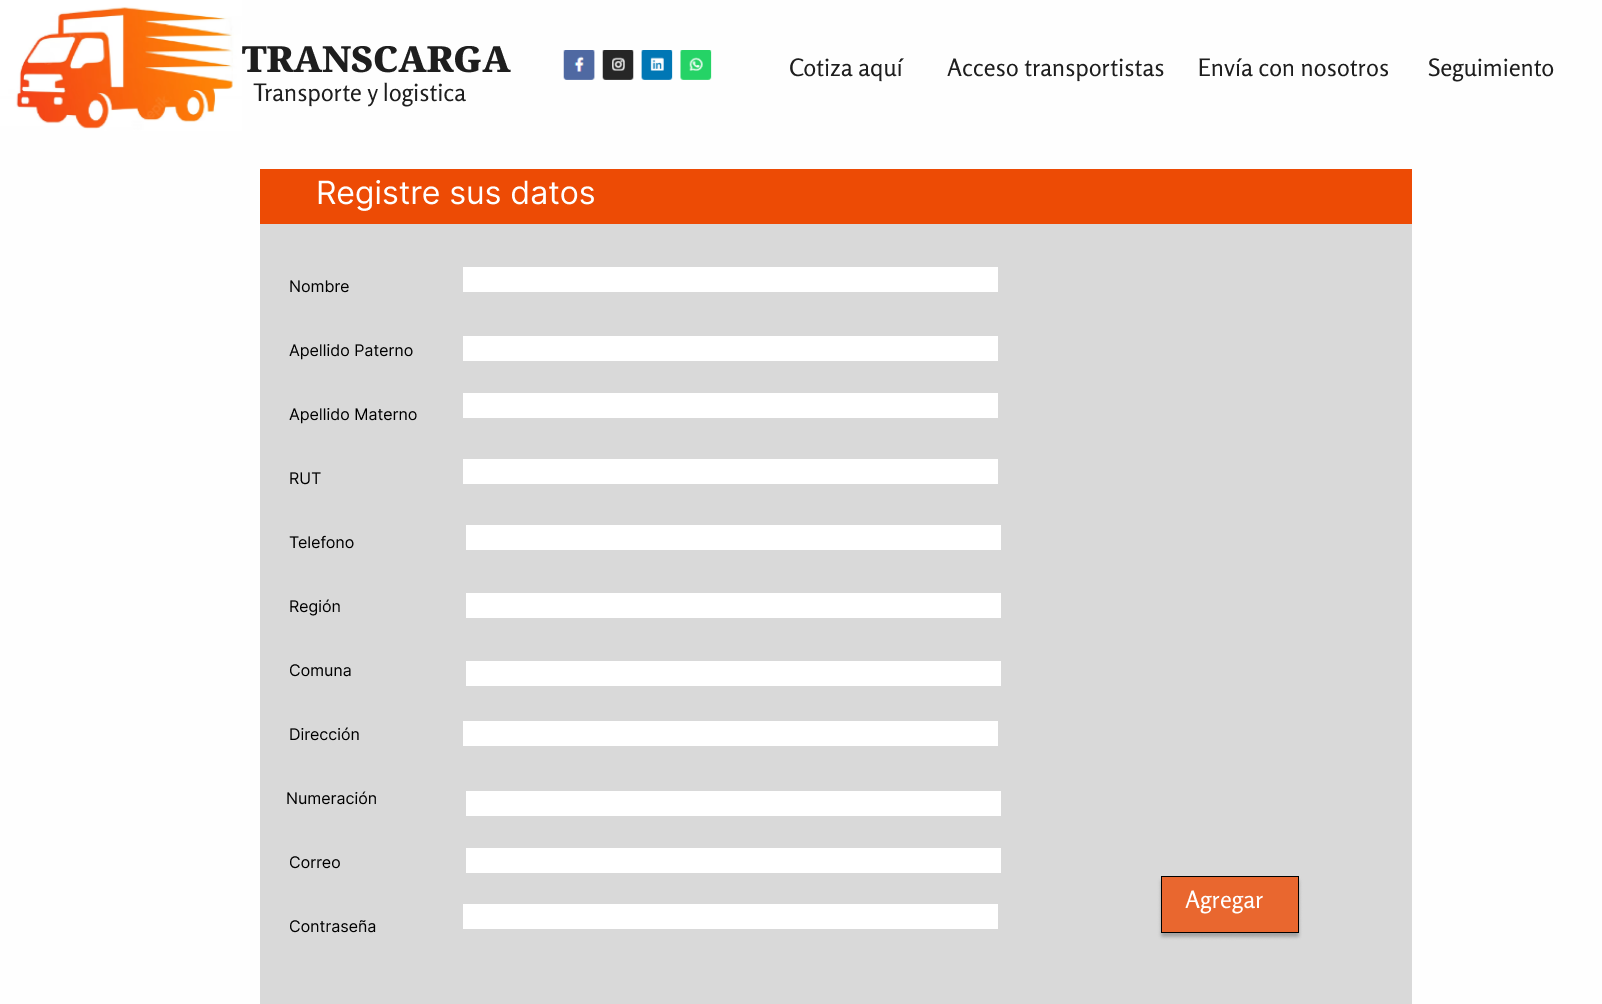 TRANSCARGA
Transporte y logistica
Cotiza aquí
Acceso transportistas
Envía con nosotros
Seguimiento
Registre sus datos
Nombre
Apellido Paterno
Apellido Materno
RUT
Telefono
Región
Comuna
Dirección
Numeración
Correo
Contraseña
Agregar